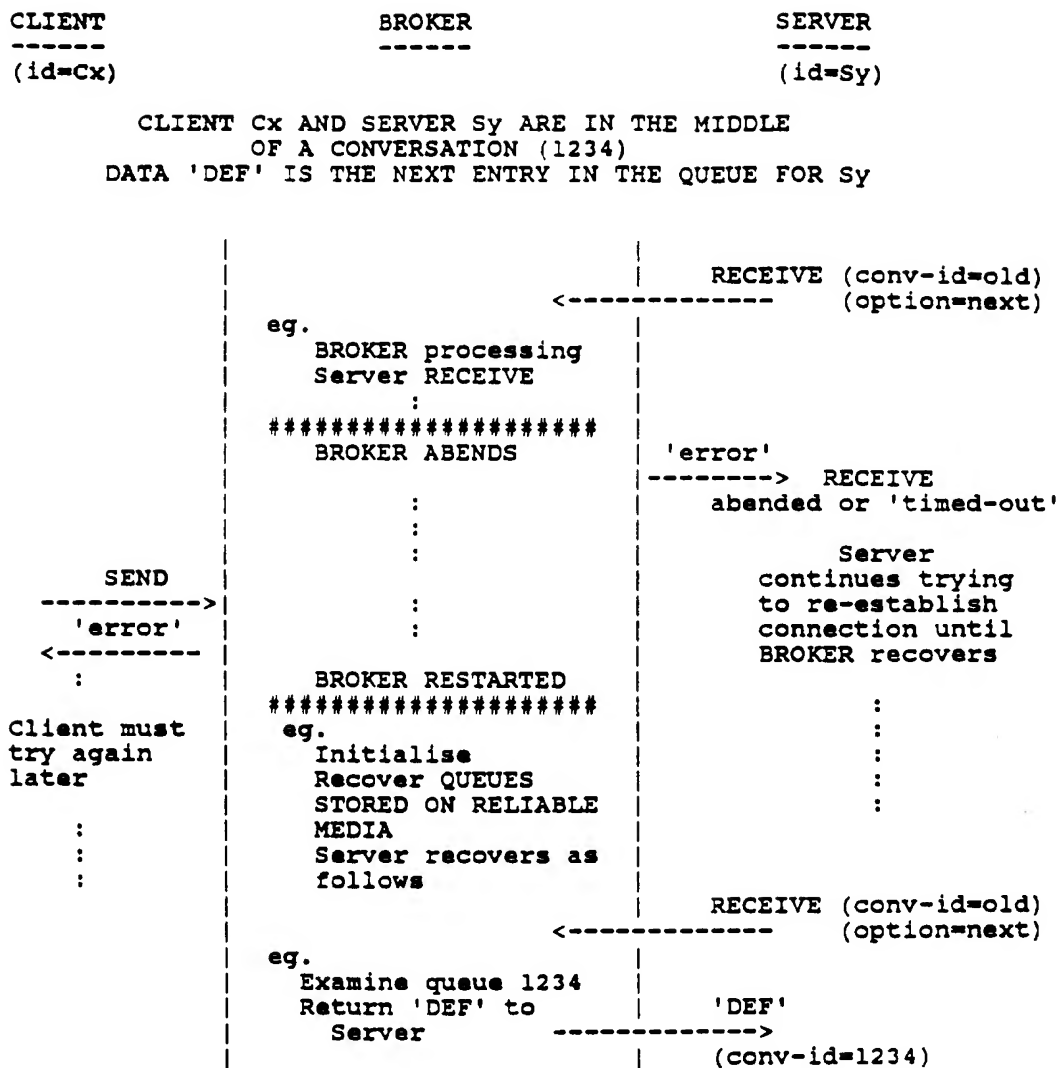 CLIENT BROKER SERVER
------ ------ ------
(id=Cx) (id=Sy)
CLIENT Cx AND SERVER Sy ARE IN THE MIDDLE
OF A CONVERSATION (1234)
DATA 'DEF' IS THE NEXT ENTRY IN THE QUEUE FOR Sy
RECEIVE (conv-id=old)
<------------- (option=next)
eg.
BROKER processing
Server RECEIVE
:
#####################
BROKER ABENDS 'error'
--------> RECEIVE
: abended or 'timed-out'
:
: Server
SEND continues trying
----------> : to re-establish
'error' : connection until
<---------- BROKER recovers
: BROKER RESTARTED
##################### :
Client must eg. :
try again Initialise :
later Recover QUEUES :
STORED ON RELIABLE :
: MEDIA
: Server recovers as
: follows
RECEIVE (conv-id=old)
<------------- (option=next)
eg.
Examine queue 1234
Return 'DEF' to 'DEF'
Server -------------->
(conv-id=1234)